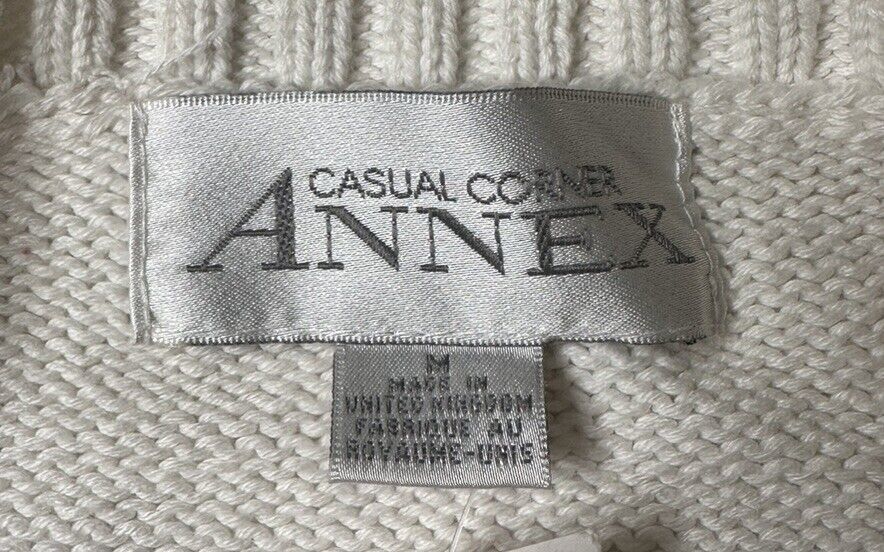 CASUAL CORNER
ANNEX
M
MADE IN
UNITED KINGDOM
FABRIQUE AU
ROYAUME-UNIS